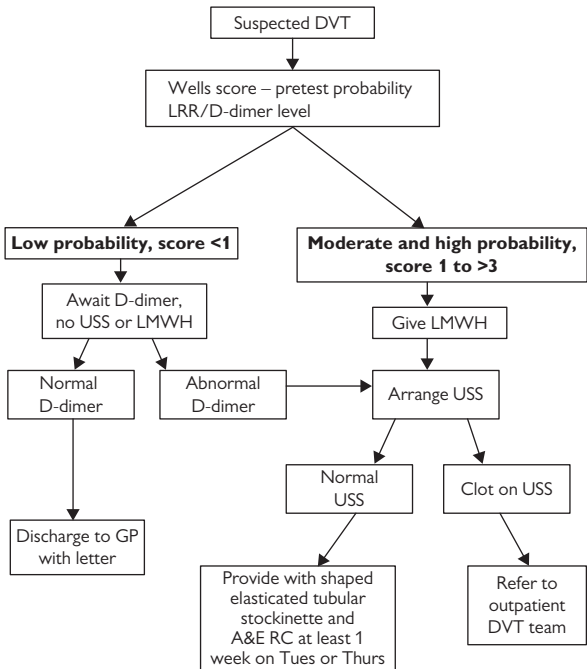 Suspected DVT
Wells score – pretest probability
LRR/D-dimer level
Low probability, score <1
Moderate and high probability,
score 1 to >3
Await D-dimer,
no USS or LMWH
Give LMWH
Normal
D-dimer
Abnormal
D-dimer
Arrange USS
Normal
USS
Clot on USS
Discharge to GP
with letter
Provide with shaped
elasticated tubular
stockinette and
A&E RC at least 1
week on Tues or Thurs
Refer to
outpatient
DVT team